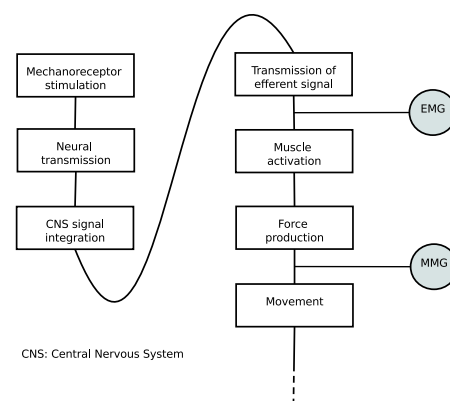 Mechanoreceptor
stimulation
Neural
transmission
CNS signal
integration
Transmission of
efferent signal
EMG
Muscle
activation
Force
production
MMG
Movement
CNS: Central Nervous System